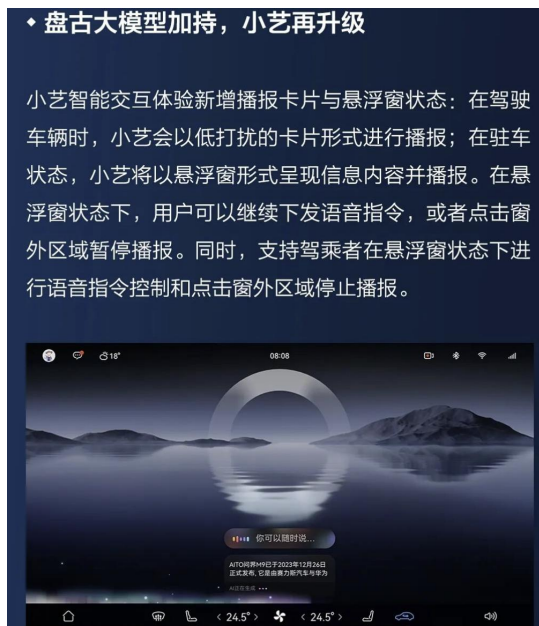 盘古大模型加持，小艺再升级
小艺智能交互体验新增播报卡片与悬浮窗状态：在驾驶
车辆时，小艺会以低打扰的卡片形式进行播报；在驻车
状态，小艺将以悬浮窗形式呈现信息内容并播报。在悬
浮窗状态下，用户可以继续下发语音指令，或者点击窗
外区域暂停播报。同时，支持驾乘者在悬浮窗状态下进
行语音指令控制和点击窗外区域停止播报。
18°
08:08
你可以随时说...
AITO问界M9已于2023年12月26日
正式发布，它是由赛力斯汽车与华为
AI正在生成
24.5°
24.5°